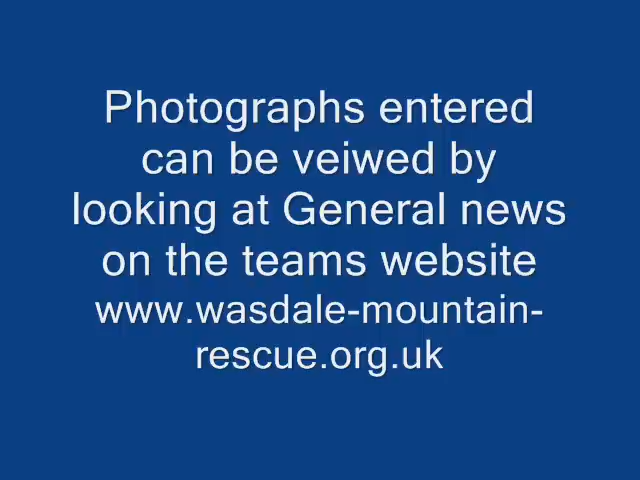 Photographs entered
can be veiwed by
looking at General news
on the teams website
www.wasdale-mountain-
rescue.org.uk